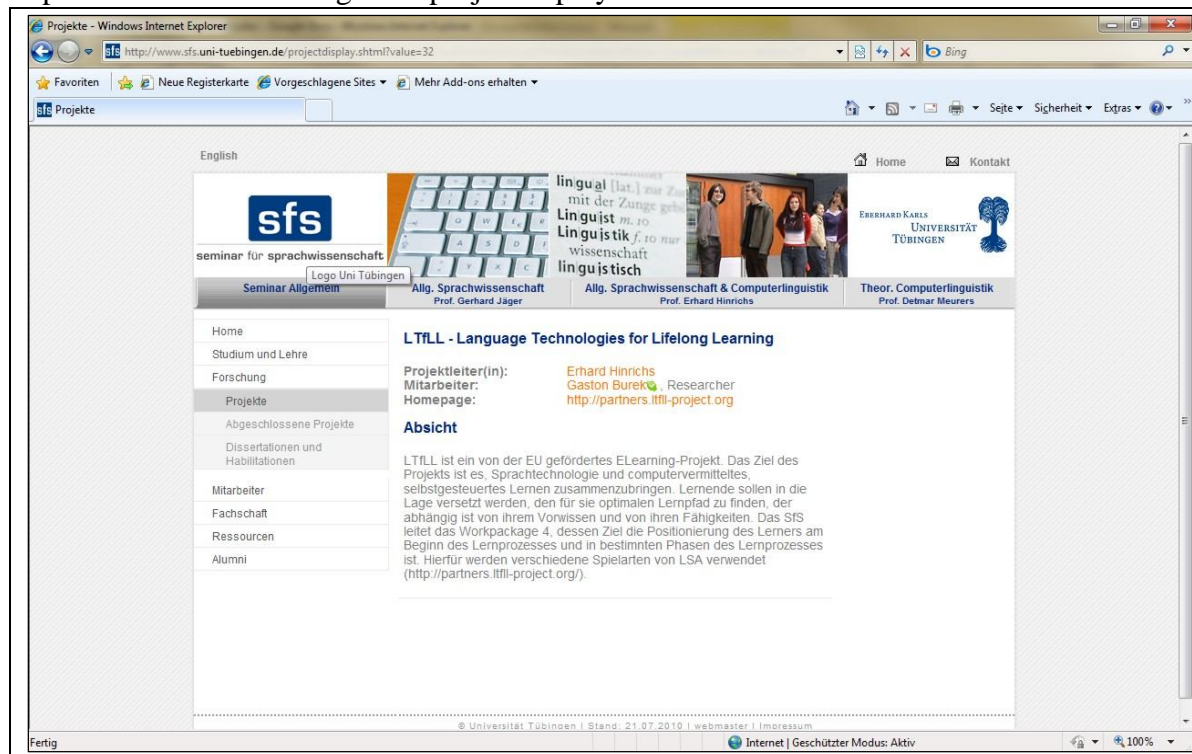 Projekte - Windows Internet Explorer
http://www.sfs.uni-tuebingen.de/projectdisplay.shtml?value=32
Bing
Favoriten
Neue Registerkarte
Vorgeschlagene Sites
Mehr Add-ons erhalten
sfs Projekte
Seite
Sicherheit
Extras
English
Home
Kontakt
sfs
seminar für sprachwissenschaft
lingual [lat.] zur
mit der Zunge
Linguist m. 10
Linguistik f. 10 nur
wissenschaft
linguistisch
EBERHARD KARLS
UNIVERSITÄT
TÜBINGEN
Logo Uni Tübingen
Seminar Allgemein
Allg. Sprachwissenschaft
Prof. Gerhard Jäger
Allg. Sprachwissenschaft & Computerlinguistik
Prof. Erhard Hinrichs
Theor. Computerlinguistik
Prof. Detmar Meurers
Home
Studium und Lehre
Forschung
Projekte
Abgeschlossene Projekte
Dissertationen und
Habilitationen
Mitarbeiter
Fachschaft
Ressourcen
Alumni
LTfLL - Language Technologies for Lifelong Learning
Projektleiter(in): Erhard Hinrichs
Mitarbeiter: Gaston Burek , Researcher
Homepage: http://partners.ltfll-project.org
Absicht
LTfLL ist ein von der EU gefördertes ELearning-Projekt. Das Ziel des
Projekts ist es, Sprachtechnologie und computervermitteltes,
selbstgesteuertes Lernen zusammenzubringen. Lernende sollen in die
Lage versetzt werden, den für sie optimalen Lernpfad zu finden, der
abhängig ist von ihrem Vorwissen und von ihren Fähigkeiten. Das SfS
leitet das Workpackage 4, dessen Ziel die Positionierung des Lerners am
Beginn des Lernprozesses und in bestimmten Phasen des Lernprozesses
ist. Hierfür werden verschiedene Spielarten von LSA verwendet
(http://partners.ltfll-project.org/).
© Universität Tübingen | Stand: 21.07.2010 | webmaster | Impressum
Fertig
Internet | Geschützter Modus: Aktiv
100%